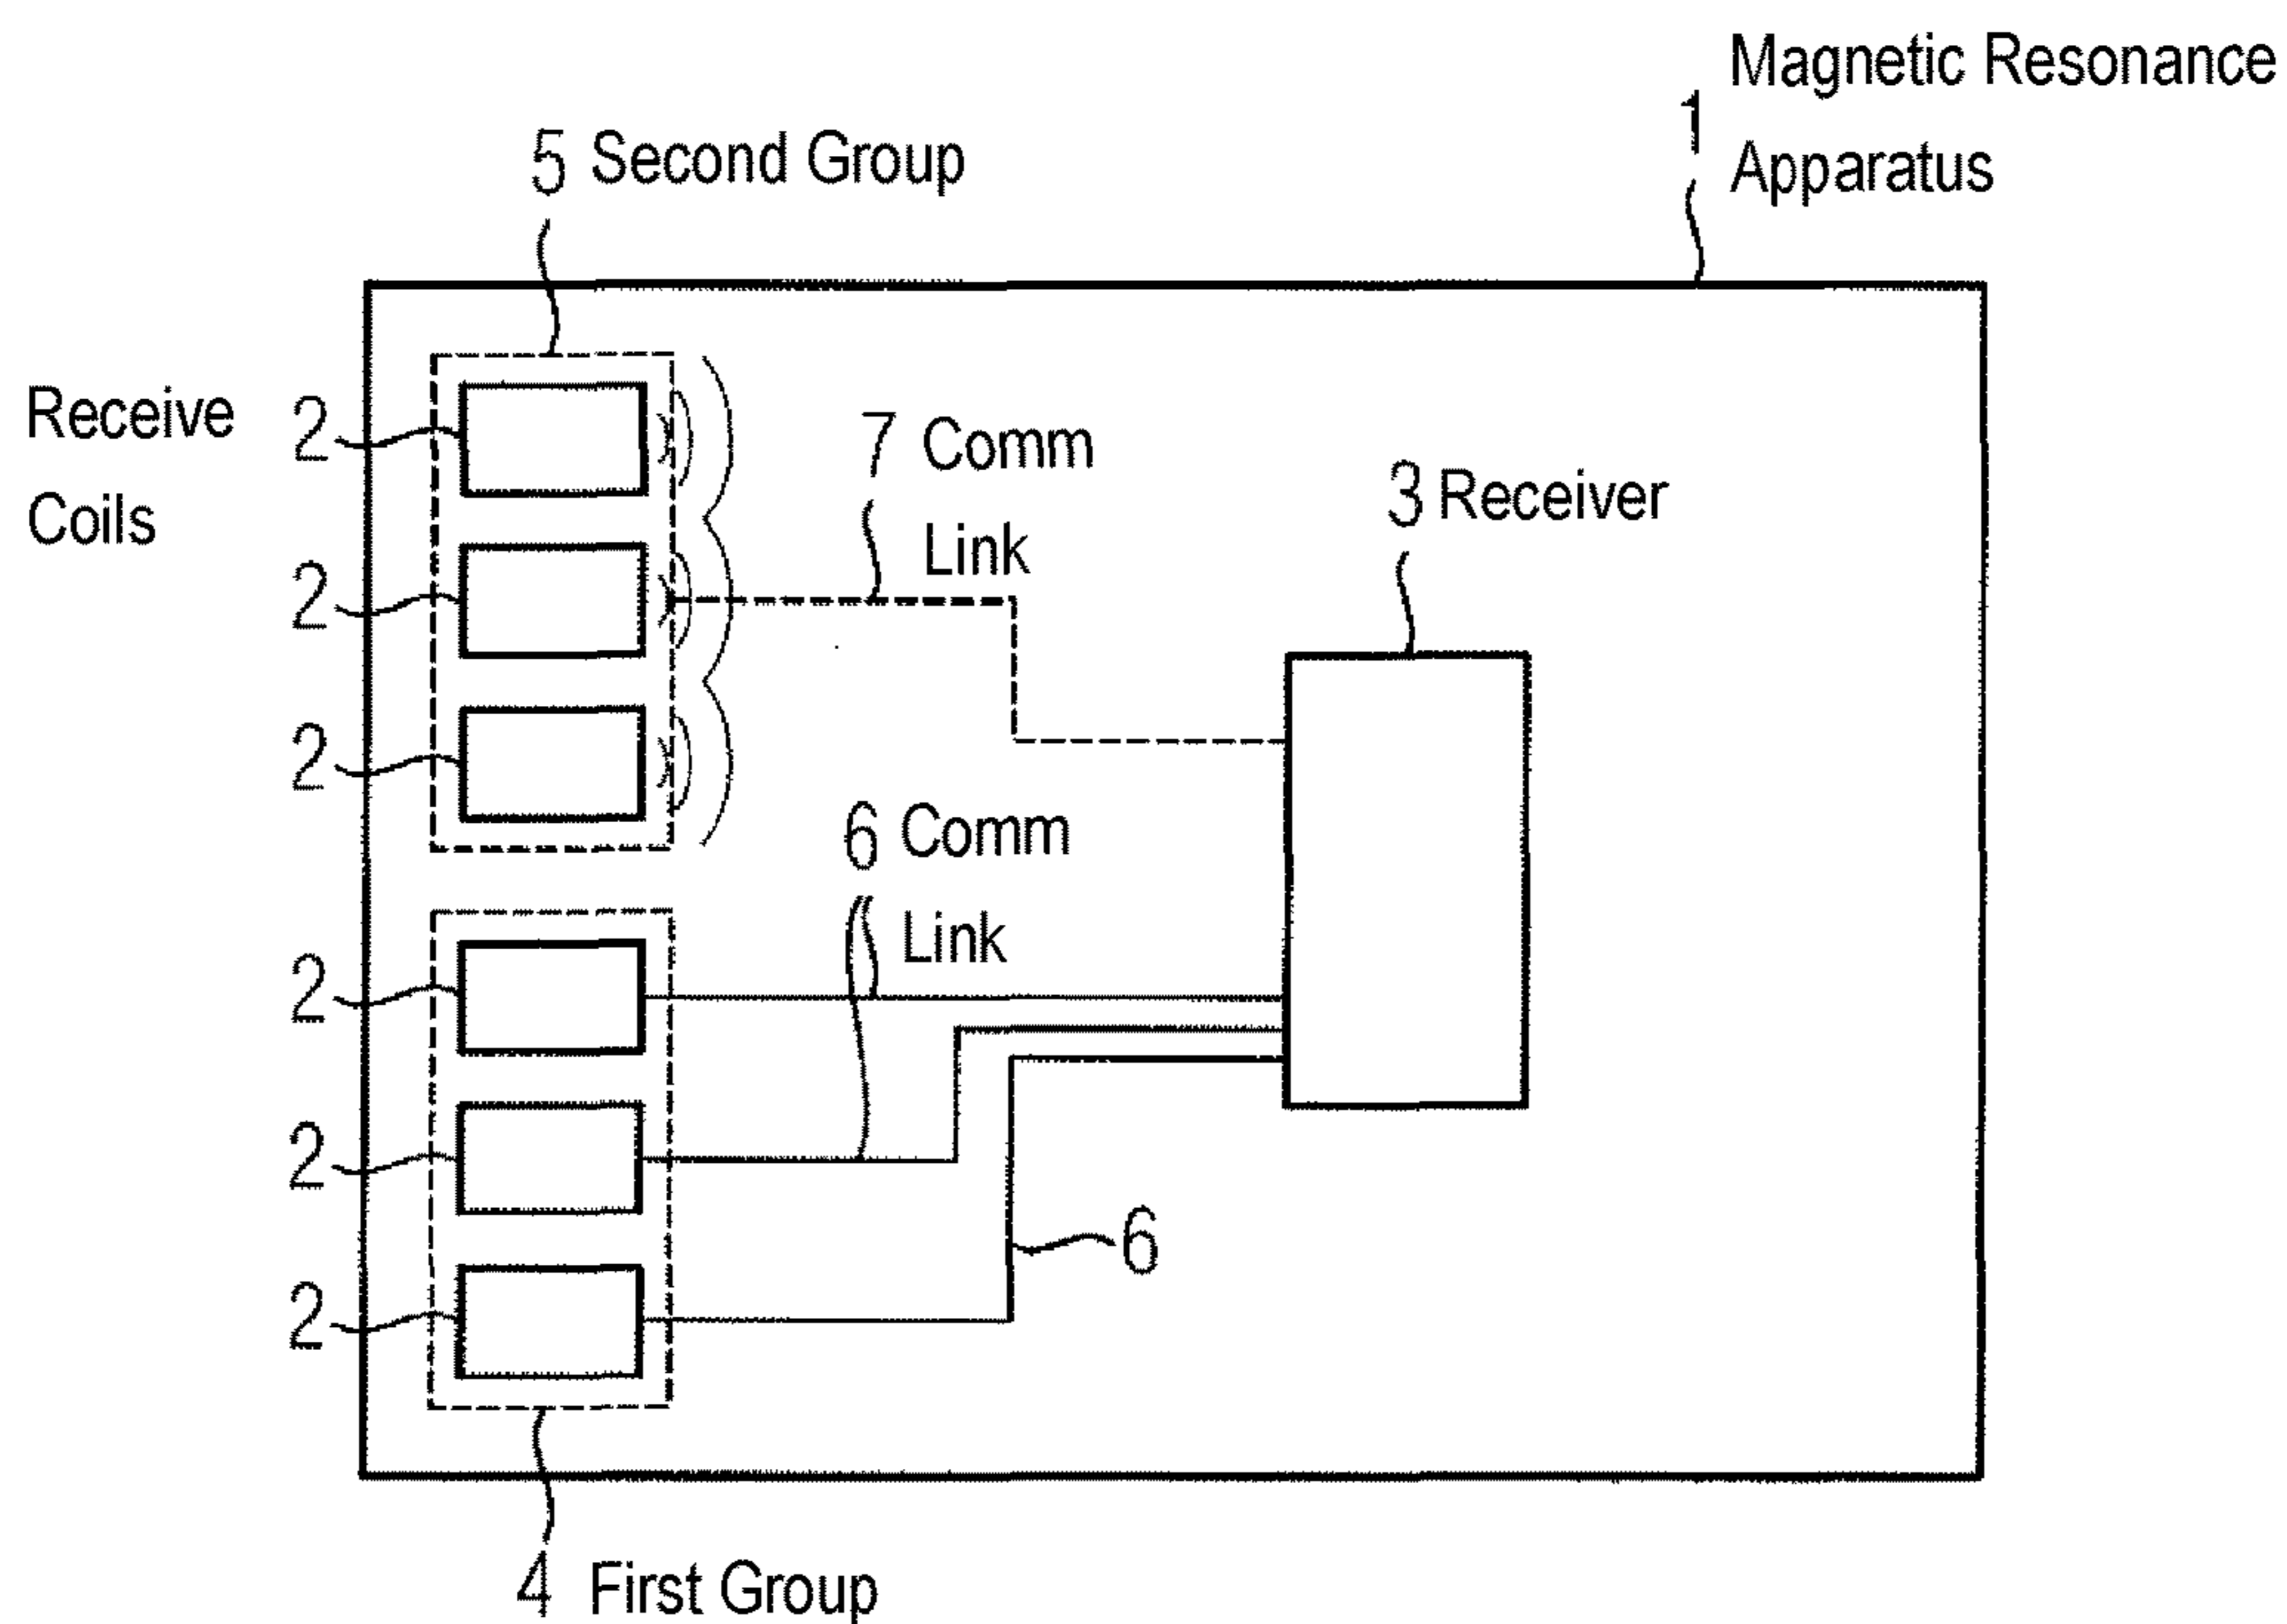 1 Magnetic Resonance
Apparatus
5 Second Group
Receive
Coils
2
2
2
7 Comm
Link
3 Receiver
6 Comm
Link
2
2
2
6
4 First Group